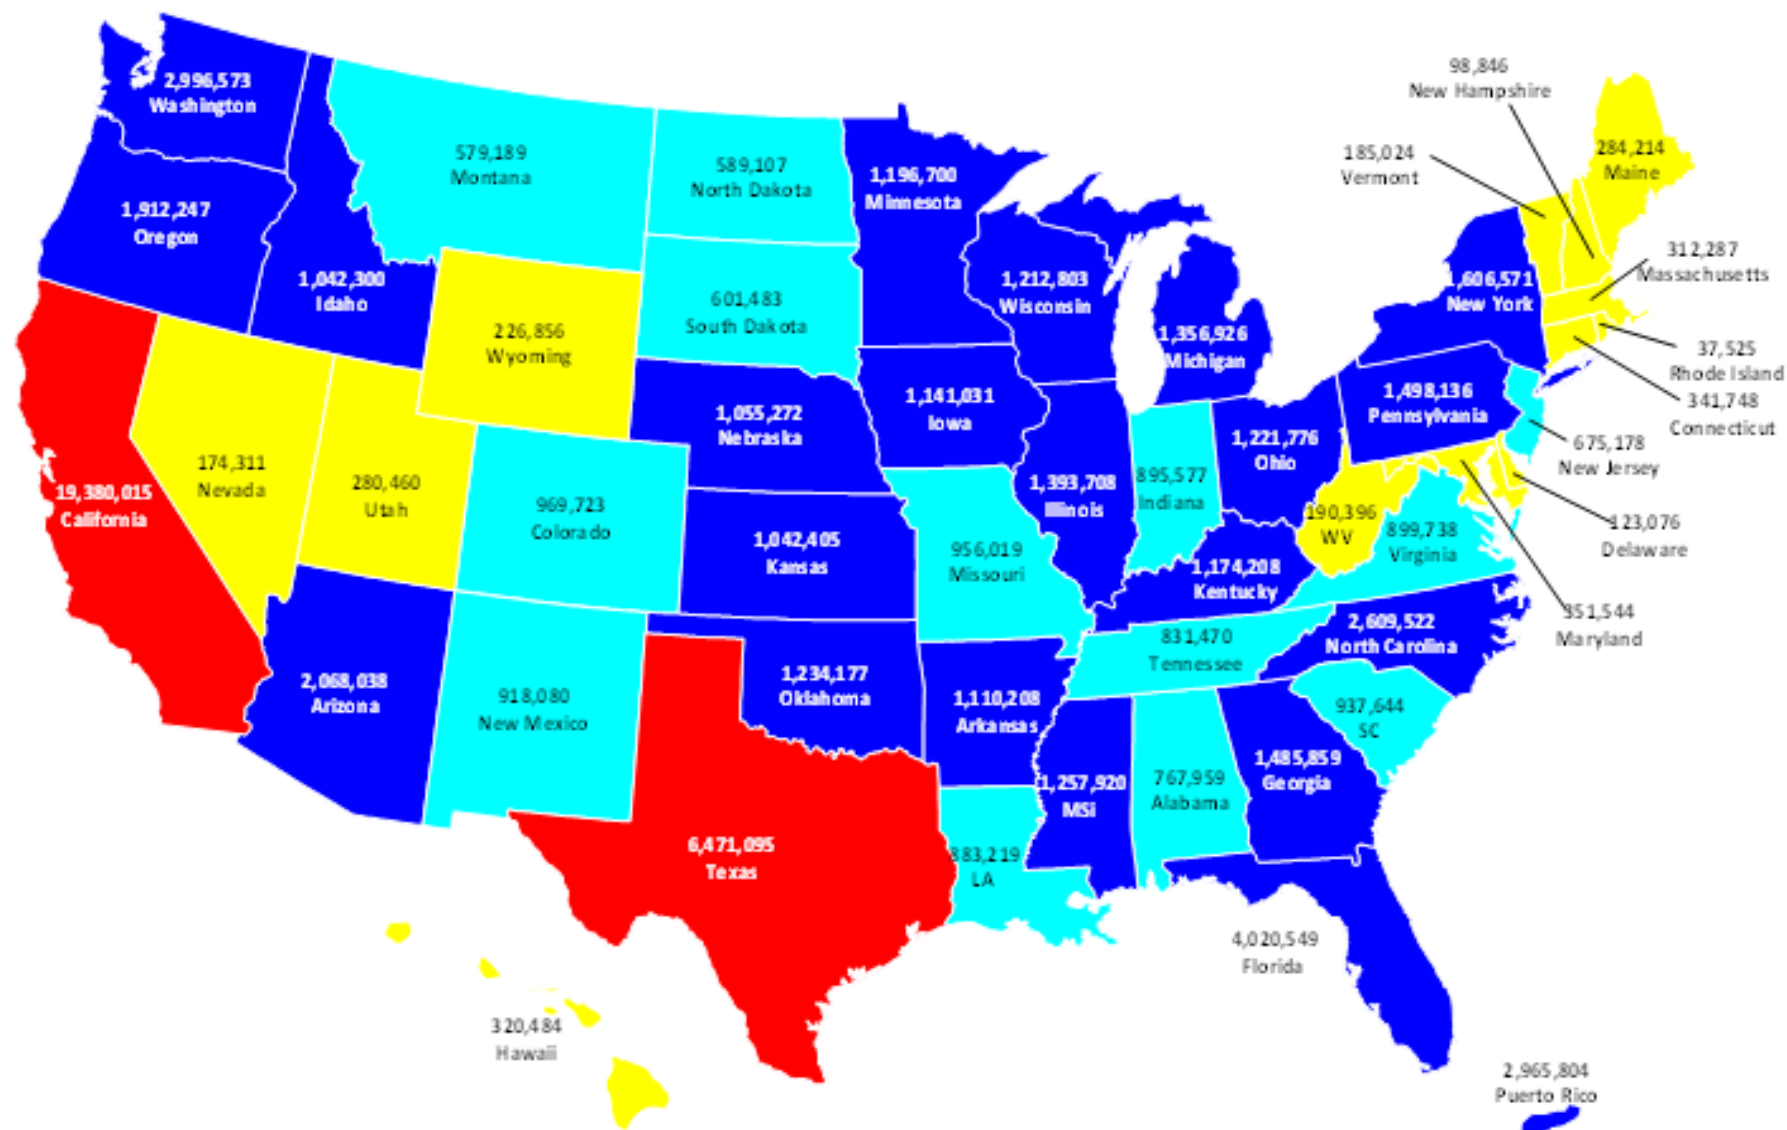 2,996,573
Washington
1,912,247
Oregon
1,042,300
Idaho
579,189
Montana
589,107
North Dakota
1,196,700
Minnesota
601,483
South Dakota
226,856
Wyoming
1,212,803
Wisconsin
1,356,926
Michigan
98,846
New Hampshire
185,024
Vermont
284,214
Maine
312,287
Massachusetts
1,606,571
New York
37,525
Rhode Island
341,748
Connecticut
675,178
New Jersey
1,498,136
Pennsylvania
123,076
Delaware
351,544
Maryland
19,380,015
California
174,311
Nevada
280,460
Utah
969,723
Colorado
1,055,272
Nebraska
1,141,031
Iowa
1,042,405
Kansas
956,019
Missouri
1,393,708
Illinois
895,577
Indiana
1,221,776
Ohio
190,396
WV
899,738
Virginia
1,174,208
Kentucky
2,609,522
North Carolina
831,470
Tennessee
2,068,038
Arizona
918,080
New Mexico
1,234,177
Oklahoma
1,110,208
Arkansas
937,644
SC
1,257,920
MSi
767,959
Alabama
1,485,859
Georgia
6,471,095
Texas
883,219
LA
4,020,549
Florida
320,484
Hawaii
2,965,804
Puerto Rico